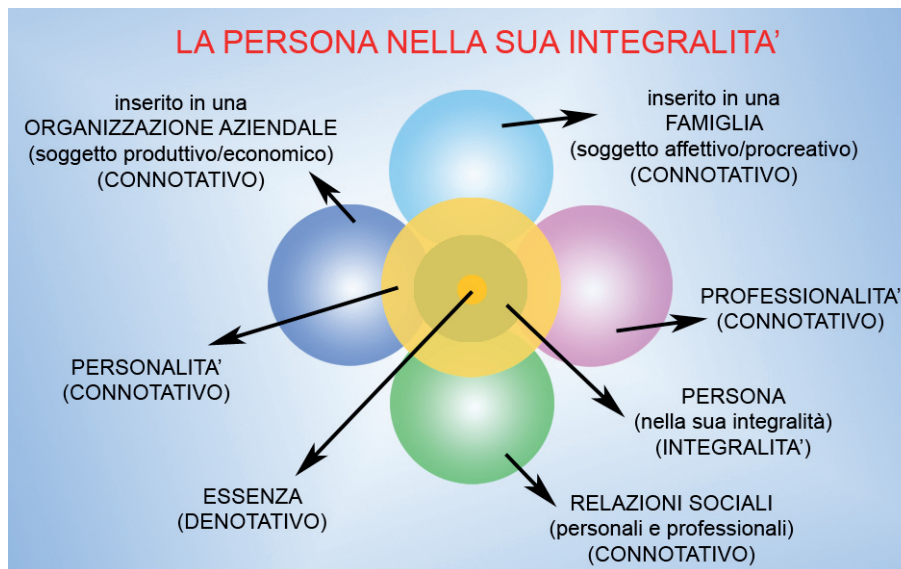 LA PERSONA NELLA SUA INTEGRALITA'
inserito in una
ORGANIZZAZIONE AZIENDALE
(soggetto produttivo/economico)
(CONNOTATIVO)
inserito in una
FAMIGLIA
(soggetto affettivo/procreativo)
(CONNOTATIVO)
PROFESSIONALITA'
(CONNOTATIVO)
PERSONALITA'
(CONNOTATIVO)
PERSONA
(nella sua integralità)
(INTEGRALITA')
ESSENZA
(DENOTATIVO)
RELAZIONI SOCIALI
(personali e professionali)
(CONNOTATIVO)